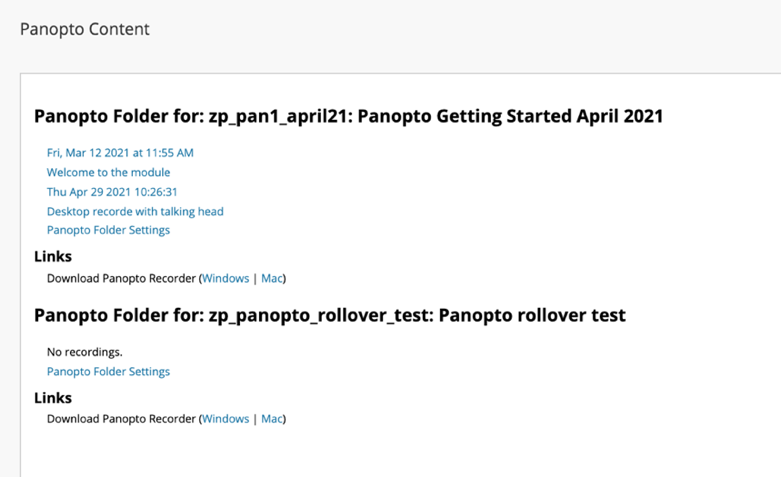 Panopto Content
Panopto Folder for: zp_pan1_april21: Panopto Getting Started April 2021
Fri, Mar 12 2021 at 11:55 AM
Welcome to the module
Thu Apr 29 2021 10:26:31
Desktop recorde with talking head
Panopto Folder Settings
Links
Download Panopto Recorder (Windows | Mac)
Panopto Folder for: zp_panopto_rollover_test: Panopto rollover test
No recordings.
Panopto Folder Settings
Links
Download Panopto Recorder (Windows | Mac)